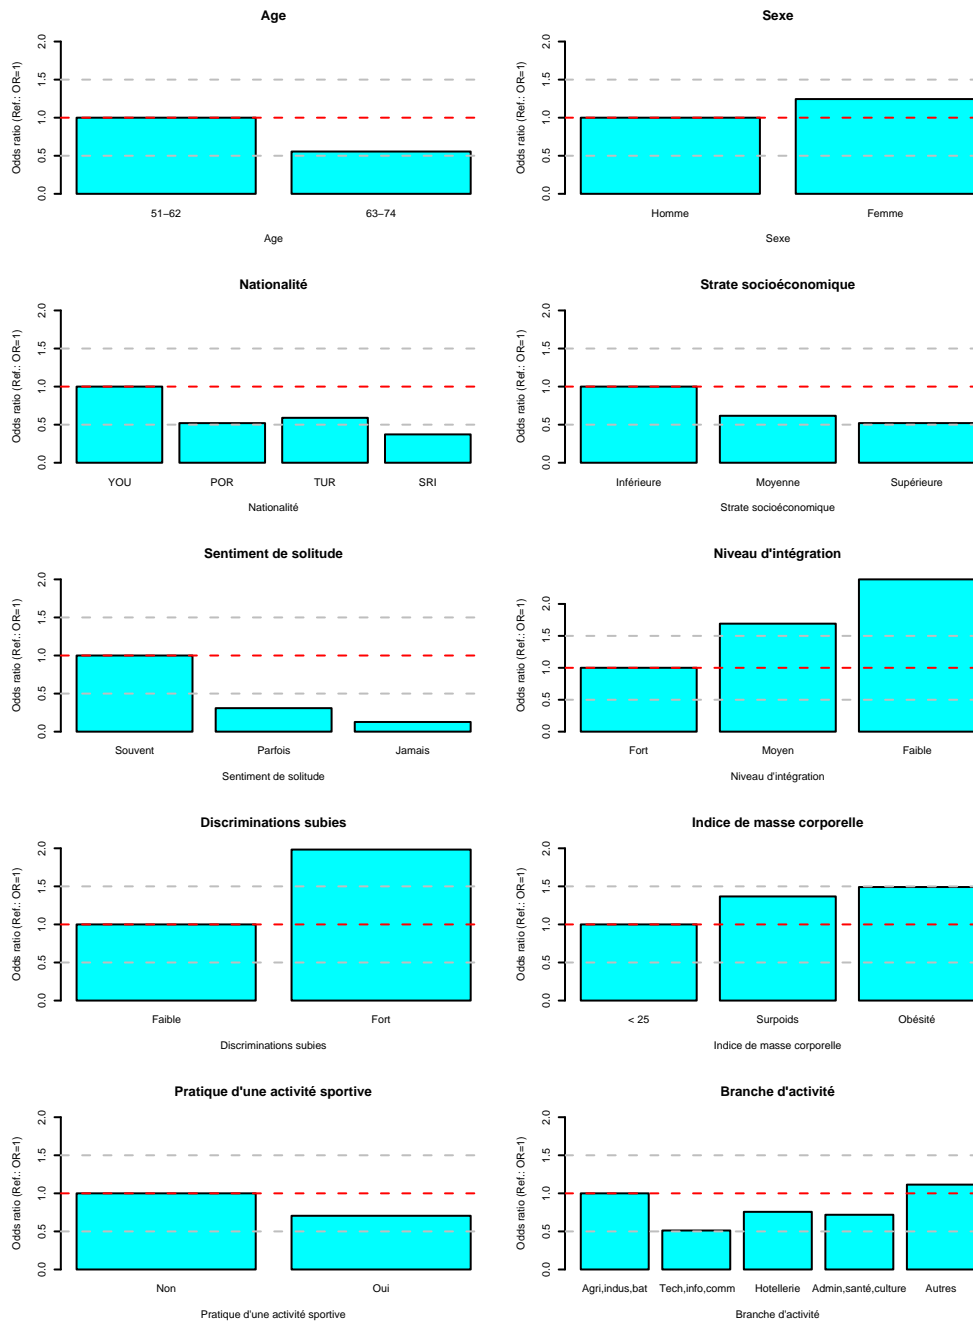 Age
Odds ratio (Ref.: OR=1)
0.0 0.5 1.0 1.5 2.0
51–62 63–74
Age
Sexe
Odds ratio (Ref.: OR=1)
0.0 0.5 1.0 1.5 2.0
Homme Femme
Sexe
Nationalité
Odds ratio (Ref.: OR=1)
0.0 0.5 1.0 1.5 2.0
YOU POR TUR SRI
Nationalité
Strate socioéconomique
Odds ratio (Ref.: OR=1)
0.0 0.5 1.0 1.5 2.0
Inférieure Moyenne Supérieure
Strate socioéconomique
Sentiment de solitude
Odds ratio (Ref.: OR=1)
0.0 0.5 1.0 1.5 2.0
Souvent Parfois Jamais
Sentiment de solitude
Niveau d'intégration
Odds ratio (Ref.: OR=1)
0.0 0.5 1.0 1.5 2.0
Fort Moyen Faible
Niveau d'intégration
Discriminations subies
Odds ratio (Ref.: OR=1)
0.0 0.5 1.0 1.5 2.0
Faible Fort
Discriminations subies
Indice de masse corporelle
Odds ratio (Ref.: OR=1)
0.0 0.5 1.0 1.5 2.0
< 25 Surpoids Obésité
Indice de masse corporelle
Pratique d'une activité sportive
Odds ratio (Ref.: OR=1)
0.0 0.5 1.0 1.5 2.0
Non Oui
Pratique d'une activité sportive
Branche d'activité
Odds ratio (Ref.: OR=1)
0.0 0.5 1.0 1.5 2.0
Agri,indus,bat Tech,info,comm Hotellerie Admin,santé,culture Autres
Branche d'activité